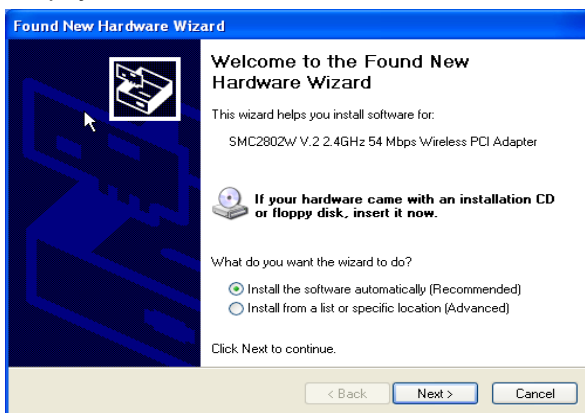 Found New Hardware Wizard
Welcome to the Found New
Hardware Wizard
This wizard helps you install software for:
SMC2802W V.2 2.4GHz 54 Mbps Wireless PCI Adapter
If your hardware came with an installation CD
or floppy disk, insert it now.
What do you want the wizard to do?
Install the software automatically (Recommended)
Install from a list or specific location (Advanced)
Click Next to continue.
< Back Next > Cancel